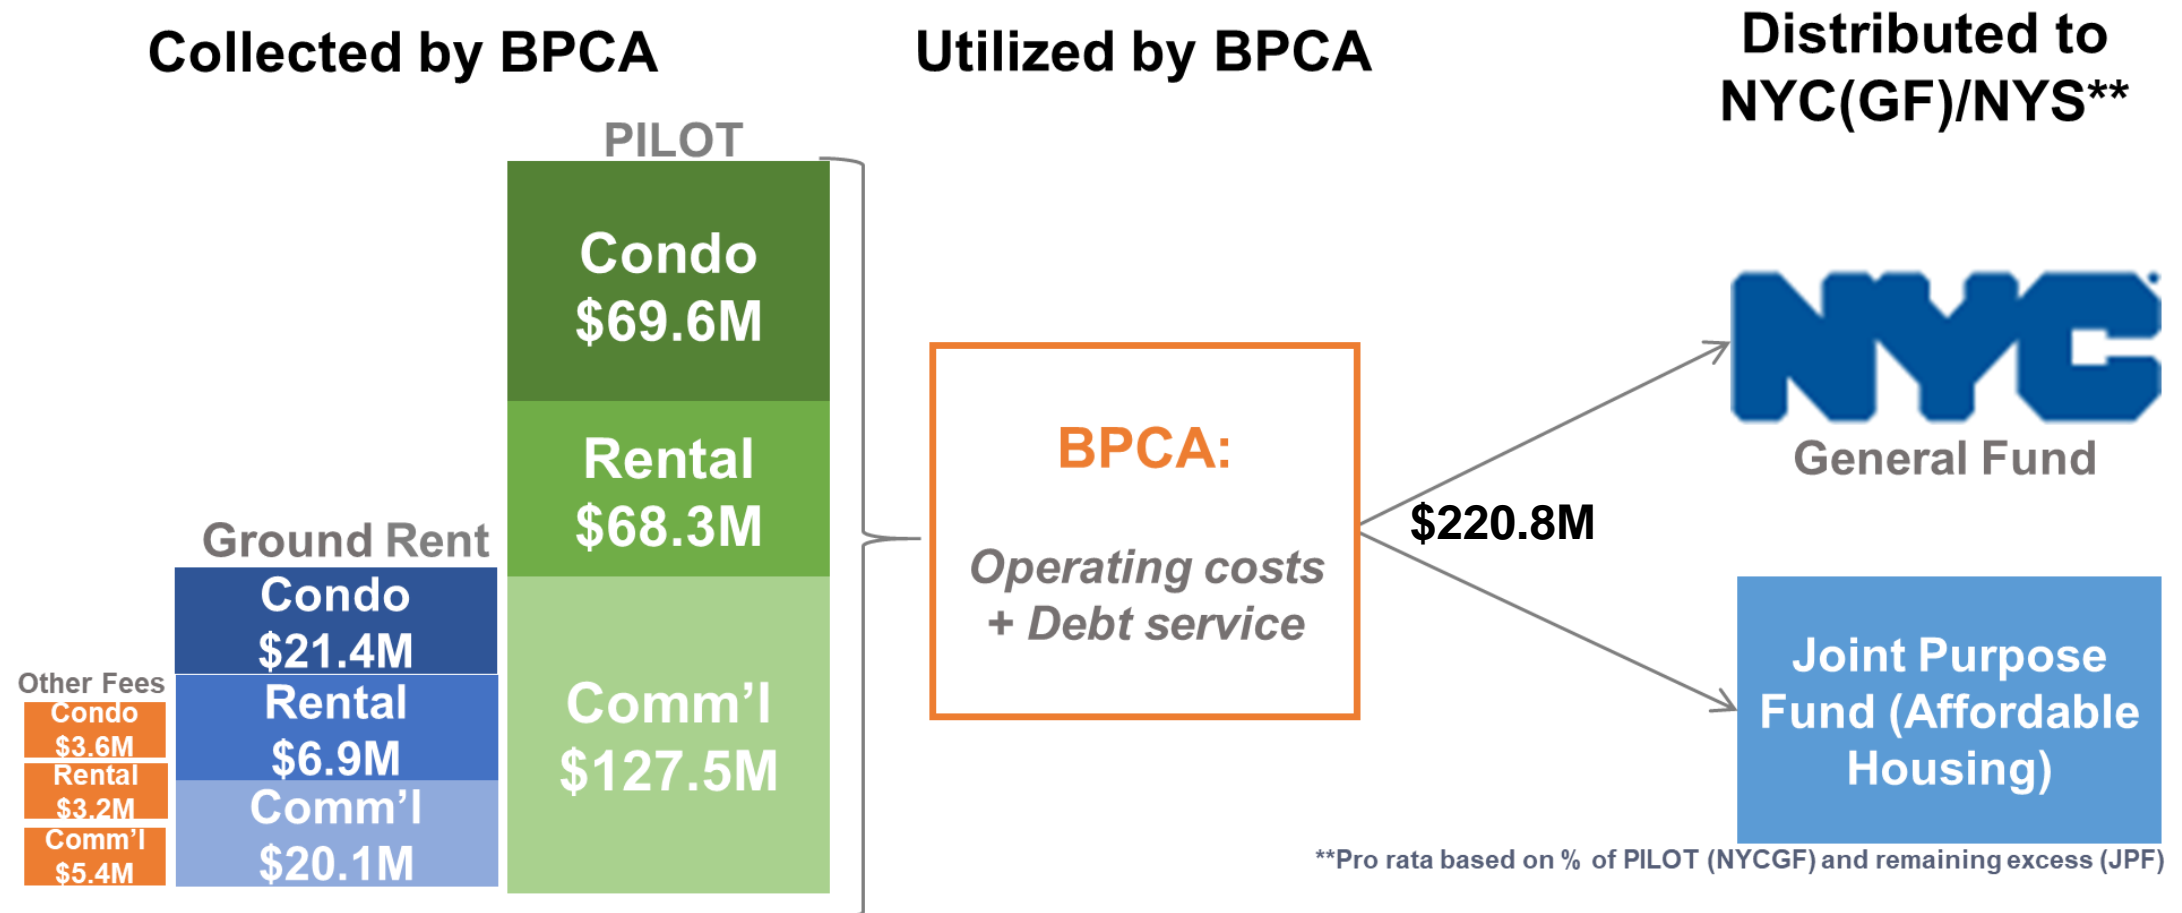 Collected by BPCA
Utilized by BPCA
Distributed to
NYC(GF)/NYS**
PILOT
Condo
$69.6M
Rental
$68.3M
Comm'l
$127.5M
Ground Rent
Condo
$21.4M
Rental
$6.9M
Comm'l
$20.1M
Other Fees
Condo
$3.6M
Rental
$3.2M
Comm'l
$5.4M
BPCA:
Operating costs
+ Debt service
$220.8M
NYC
General Fund
Joint Purpose
Fund (Affordable
Housing)
**Pro rata based on % of PILOT (NYCGF) and remaining excess (JPF)